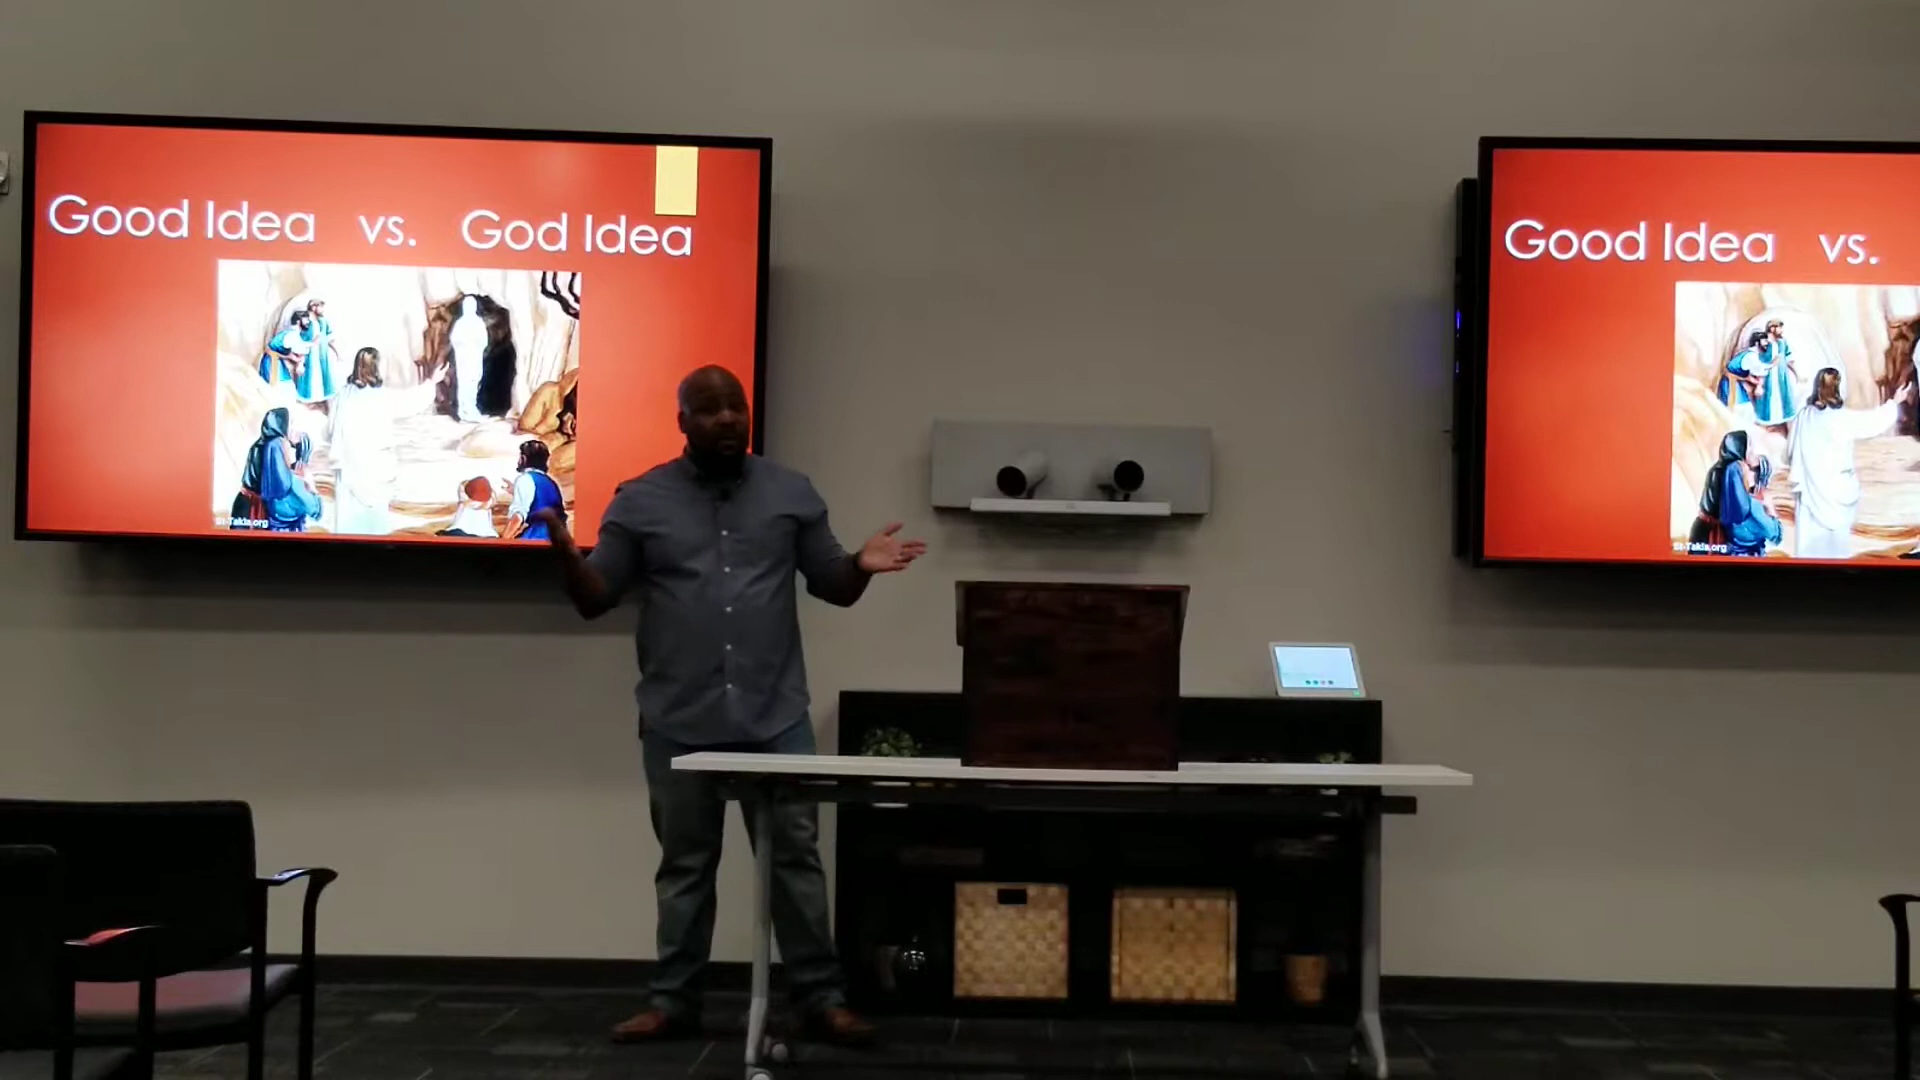 Good Idea vs. God Idea
St-Takla.org
Good Idea vs.
St-Takla.org